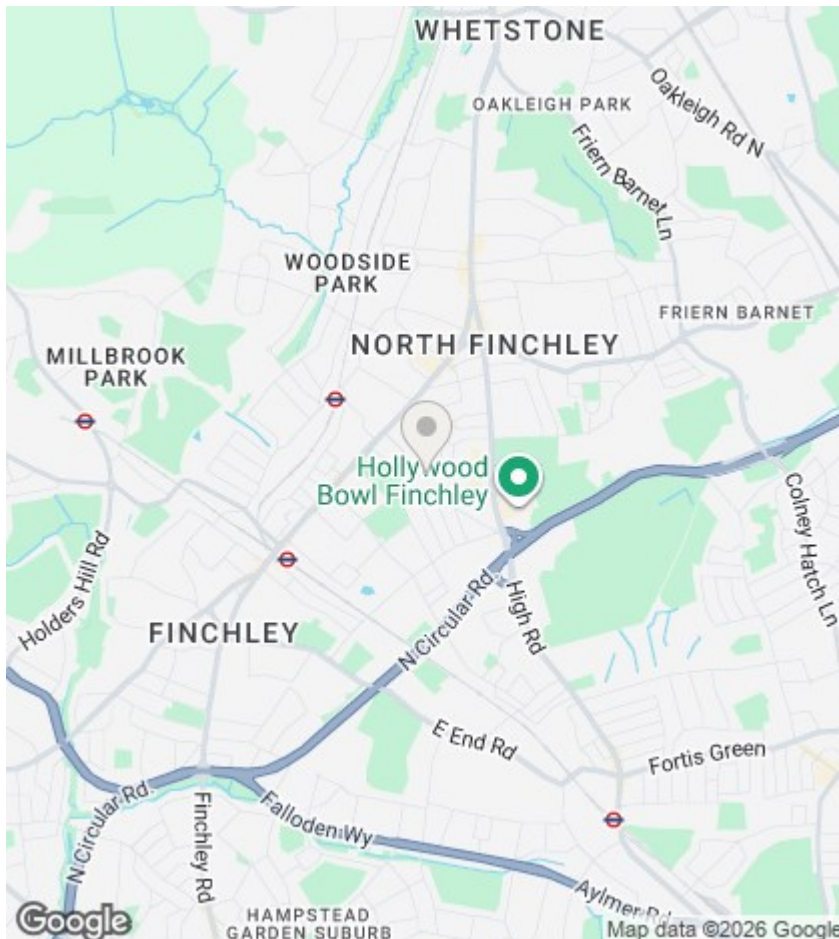 WHETSTONE
OAKLEIGH PARK
Oakleigh Rd N
Friern Barnet Ln
WOODSIDE
PARK
FRIERN BARNET
NORTH FINCHLEY
MILLBROOK
PARK
Hollywood
Bowl Finchley
Colney Hatch Ln
Holders Hill Rd
N Circular Rd
High Rd
FINCHLEY
E End Rd
Fortis Green
N Circular Rd
Finchley Rd
Falloden Wy
Aylmer Rd
HAMPSTEAD
GARDEN SUBURB
Google
Map data ©2026 Google